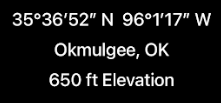 35°36’52” N  96°1’17” W
Okmulgee, OK
650 ft Elevation